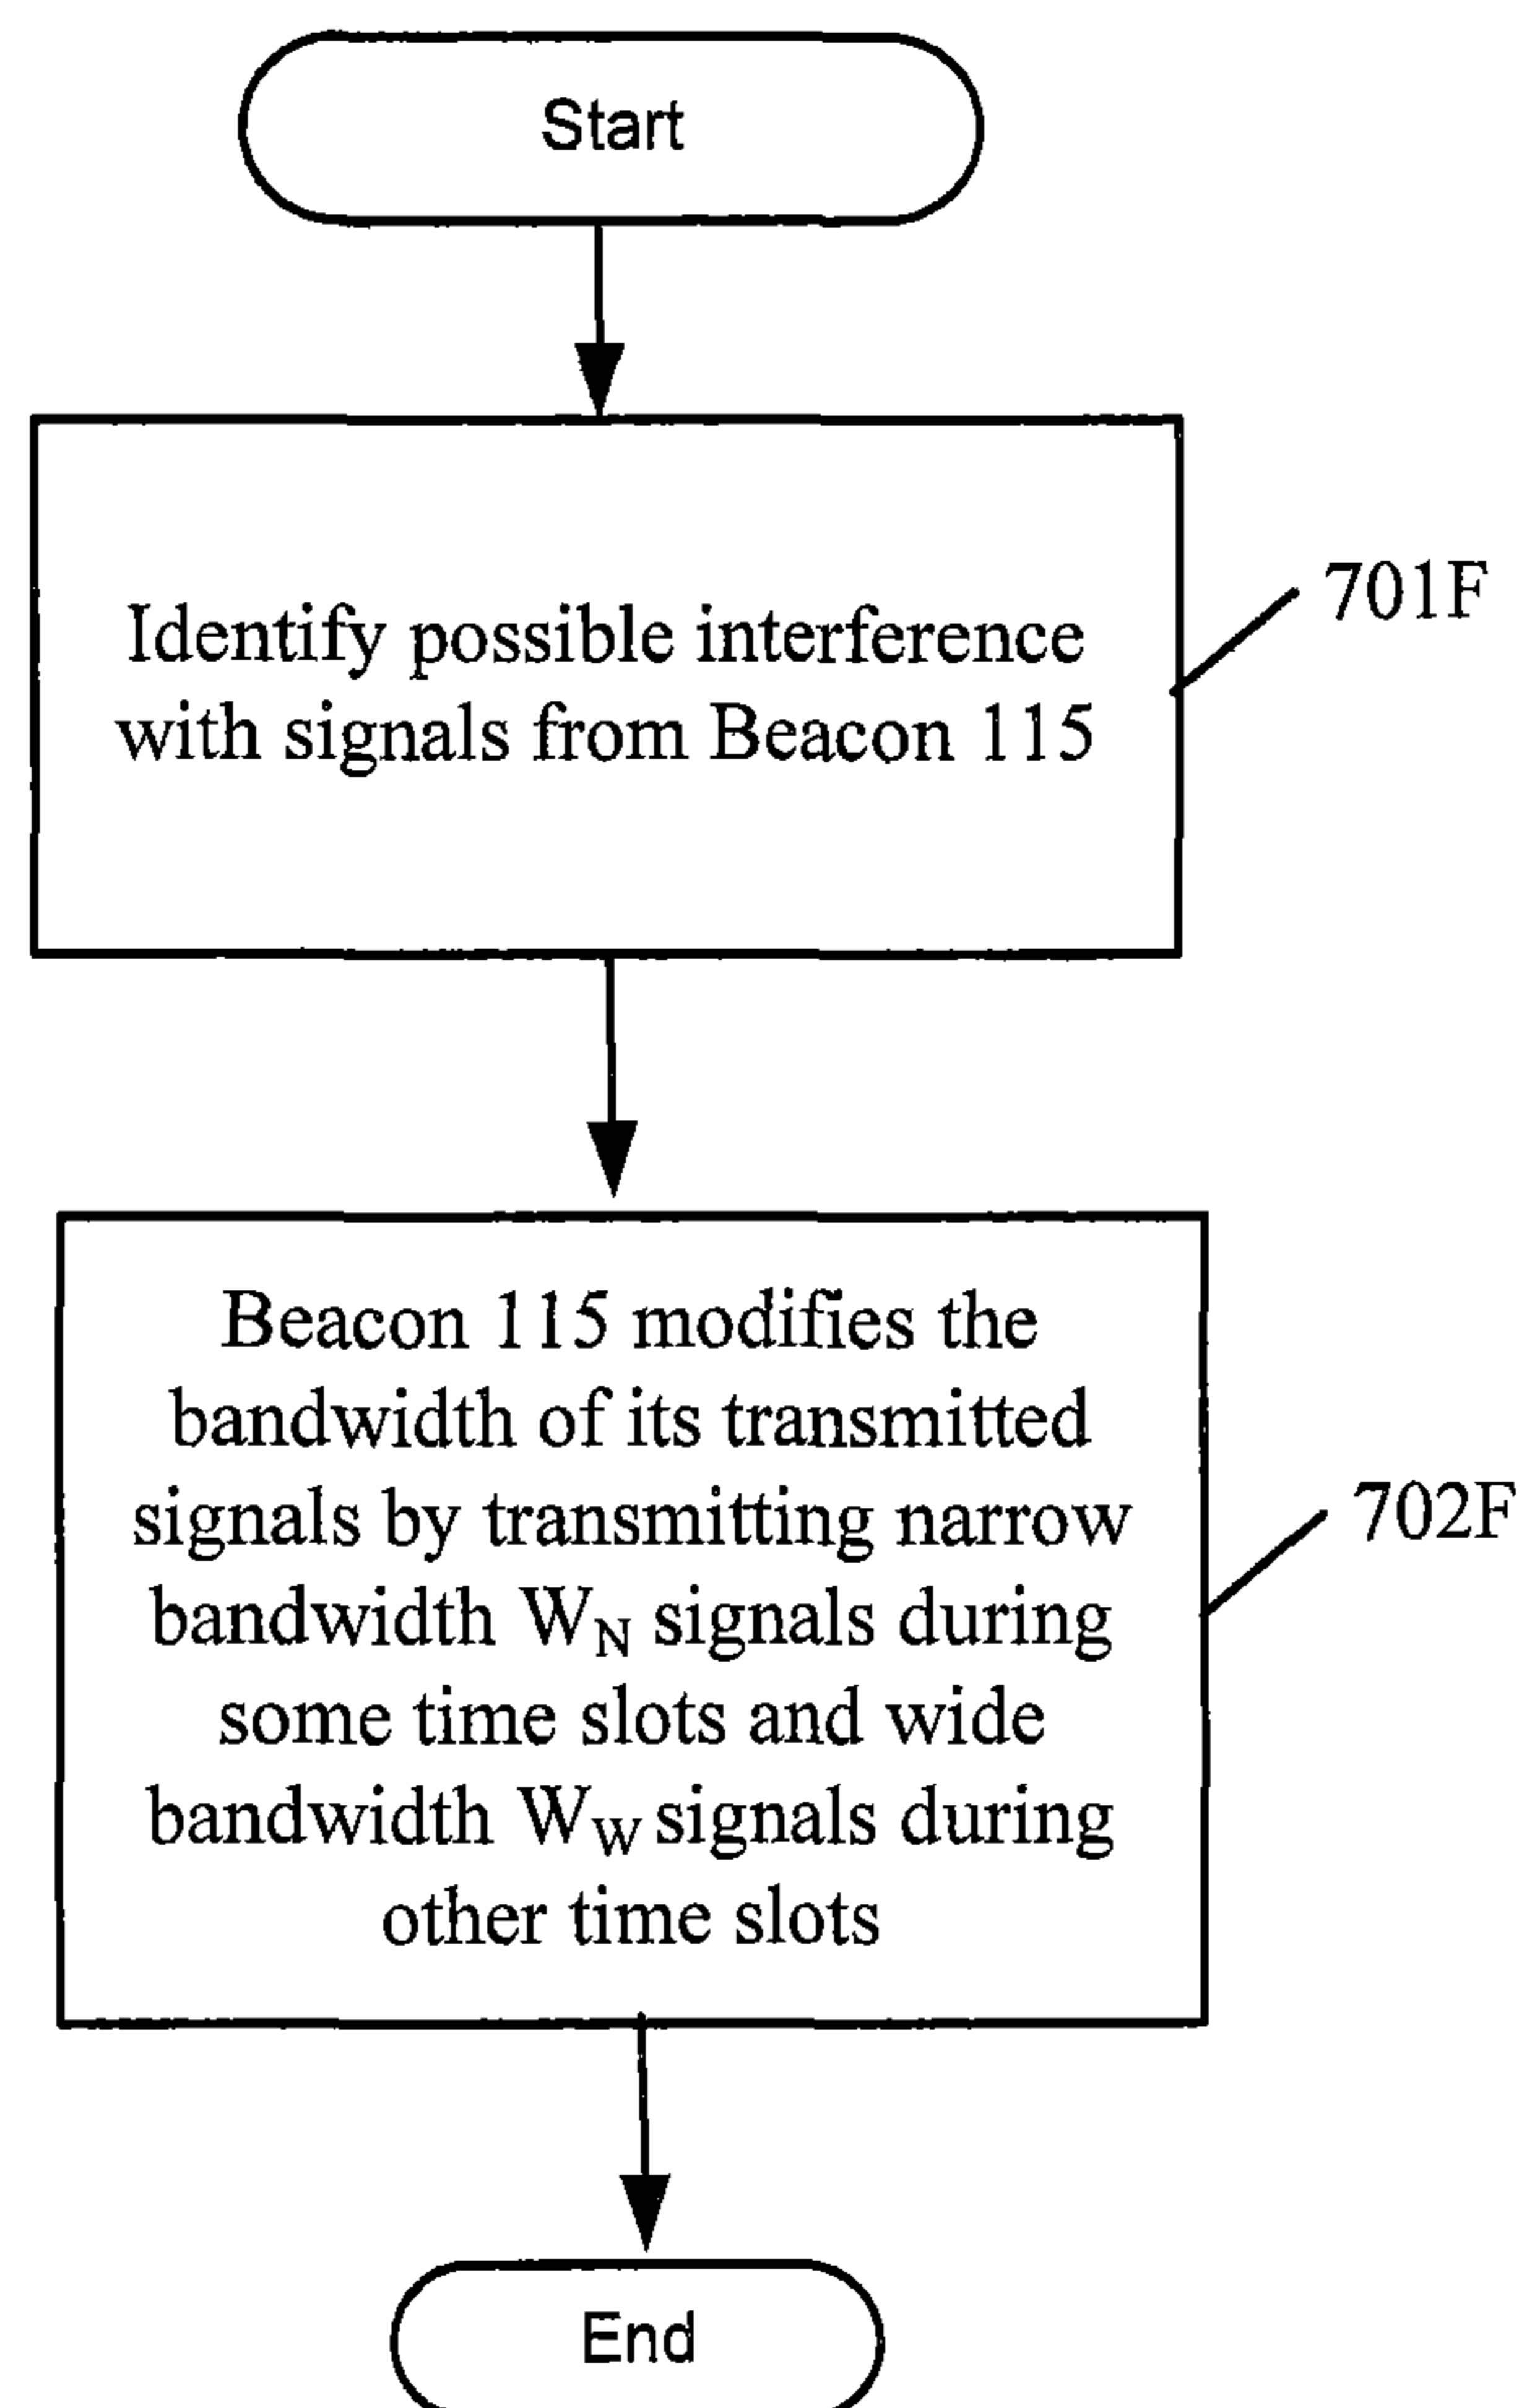 Start
Identify possible interference
with signals from Beacon 115
701F
Beacon 115 modifies the
bandwidth of its transmitted
signals by transmitting narrow
bandwidth W_N signals during
some time slots and wide
bandwidth W_W signals during
other time slots
702F
End